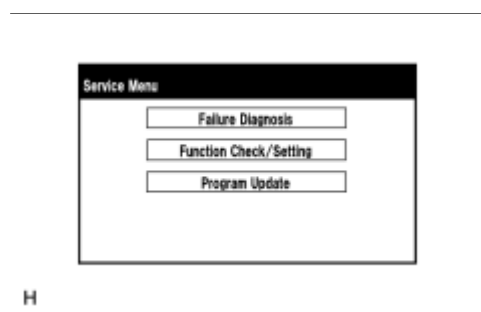 Service Menu
Failure Diagnosis
Function Check/Setting
Program Update
H